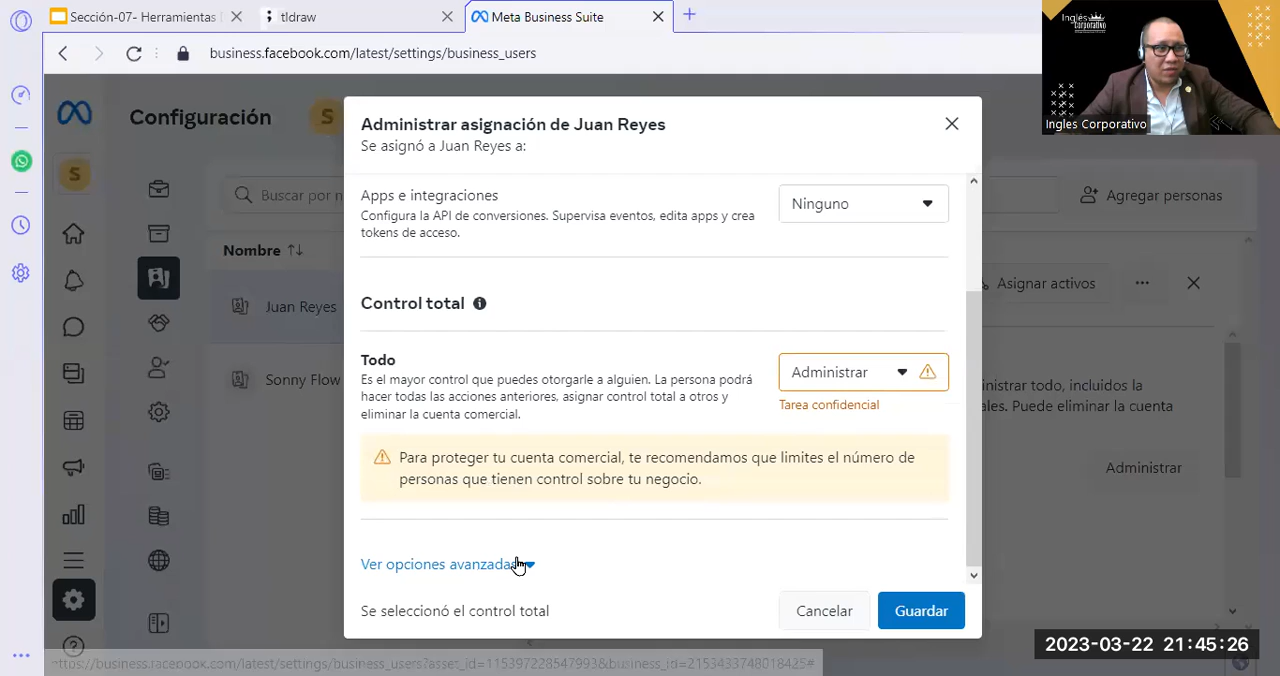 Sección-07- Herramientas
tldraw
Meta Business Suite
business.facebook.com/latest/settings/business_users
Inglés
Corporativo
Ingles Corporativo
Configuración
S
Administrar asignación de Juan Reyes
Se asignó a Juan Reyes a:
S
Buscar por n
Agregar personas
Apps e integraciones
Configura la API de conversiones. Supervisa eventos, edita apps y crea
tokens de acceso.
Ninguno
Nombre
Juan Reyes
Asignar activos
Control total
Sonny Flow
Todo
Es el mayor control que puedes otorgarle a alguien. La persona podrá
hacer todas las acciones anteriores, asignar control total a otros y
eliminar la cuenta comercial.
Administrar
Tarea confidencial
nistrar todo, incluidos la
ales. Puede eliminar la cuenta
Para proteger tu cuenta comercial, te recomendamos que limites el número de
personas que tienen control sobre tu negocio.
Administrar
Ver opciones avanzadas
Se seleccionó el control total
Cancelar
Guardar
2023-03-22 21:45:26
https://business.facebook.com/latest/settings/business_users?asset_id=115397228547993&business_id=2153433748018425#